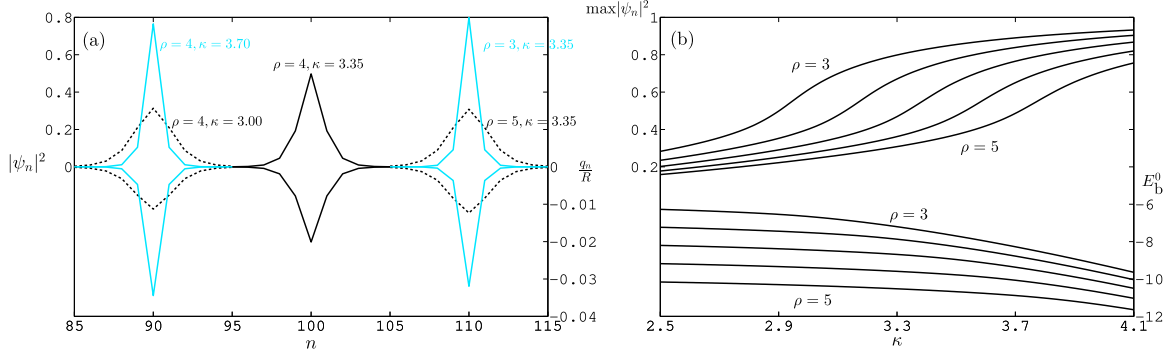 0.8
(a)
ρ = 4, κ = 3.70
ρ = 3, κ = 3.35
0.6
ρ = 4, κ = 3.35
0.4
ρ = 4, κ = 3.00
ρ = 5, κ = 3.35
0.2
|ψₙ|²
0
qₙ/R
−0.01
−0.02
−0.03
−0.04
85
90
95
100
105
110
115
n
max|ψₙ|²
1
(b)
0.8
ρ = 3
0.6
0.4
ρ = 5
0.2
E_b^0
−6
ρ = 3
−8
−10
ρ = 5
−12
2.5
2.9
3.3
3.7
4.1
κ